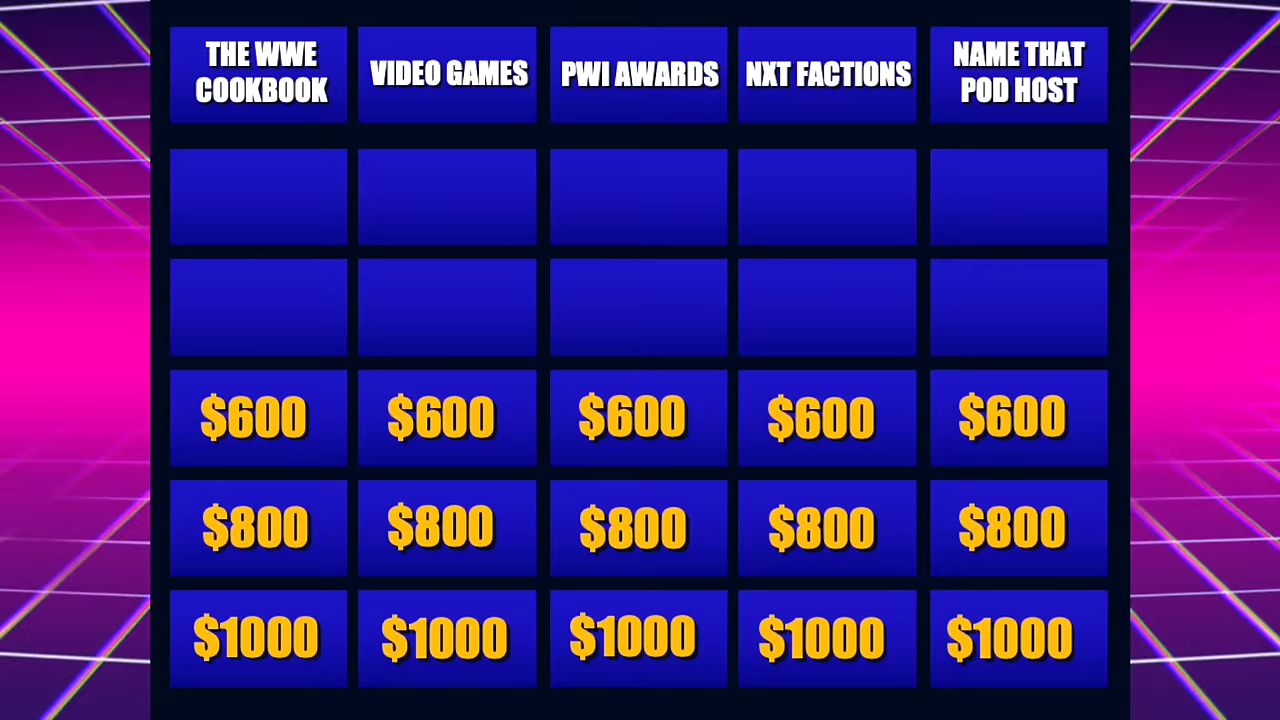 THE WWE
COOKBOOK
VIDEO GAMES
PWI AWARDS
NXT FACTIONS
NAME THAT
POD HOST
$600 $600 $600 $600 $600
$800 $800 $800 $800 $800
$1000 $1000 $1000 $1000 $1000